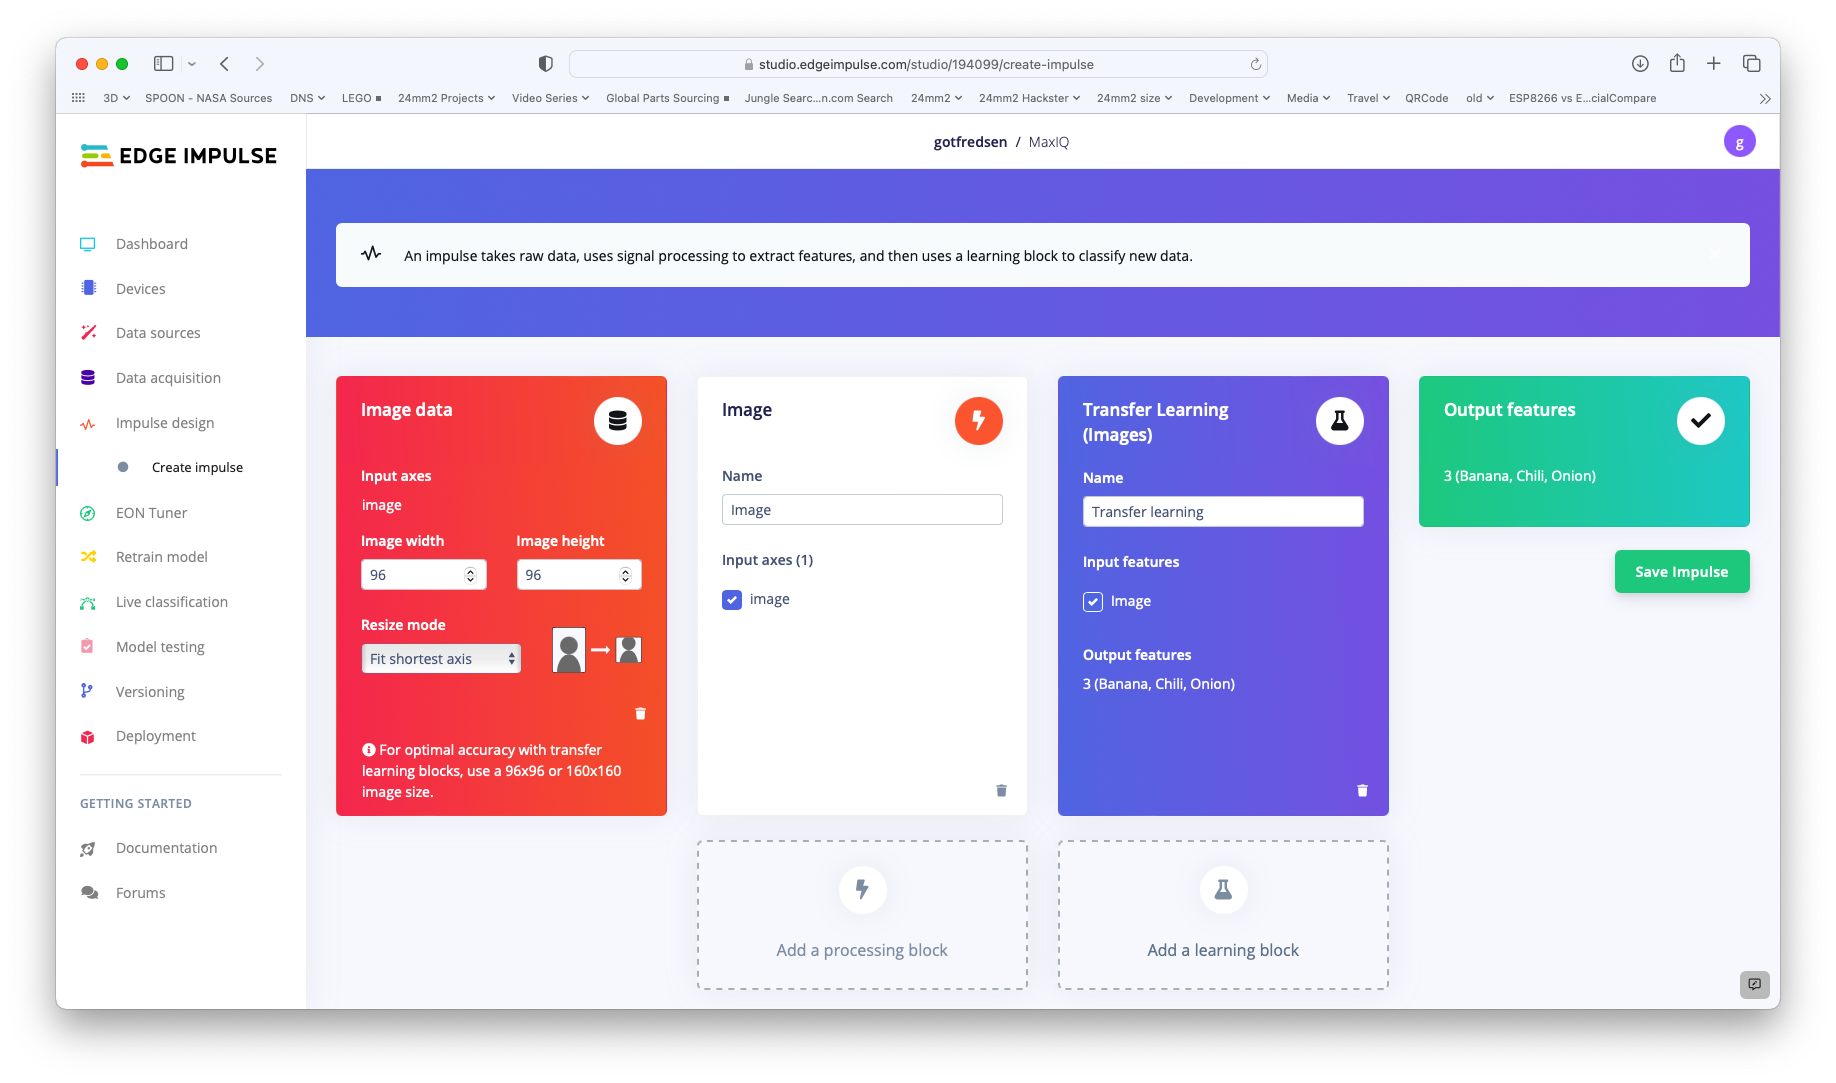 studio.edgeimpulse.com/studio/194099/create-impulse
3D SPOON - NASA Sources DNS LEGO 24mm2 Projects Video Series Global Parts Sourcing Jungle Searc...n.com Search 24mm2 24mm2 Hackster 24mm2 size Development Media Travel QRCode old ESP8266 vs E...cialCompare
EDGE IMPULSE
gotfredsen / MaxIQ
g
Dashboard
Devices
Data sources
Data acquisition
Impulse design
Create impulse
EON Tuner
Retrain model
Live classification
Model testing
Versioning
Deployment
GETTING STARTED
Documentation
Forums
An impulse takes raw data, uses signal processing to extract features, and then uses a learning block to classify new data.
Image data
Input axes
image
Image width Image height
96 96
Resize mode
Fit shortest axis
For optimal accuracy with transfer
learning blocks, use a 96x96 or 160x160
image size.
Image
Name
Image
Input axes (1)
image
Transfer Learning
(Images)
Name
Transfer learning
Input features
Image
Output features
3 (Banana, Chili, Onion)
Output features
3 (Banana, Chili, Onion)
Save Impulse
Add a processing block
Add a learning block